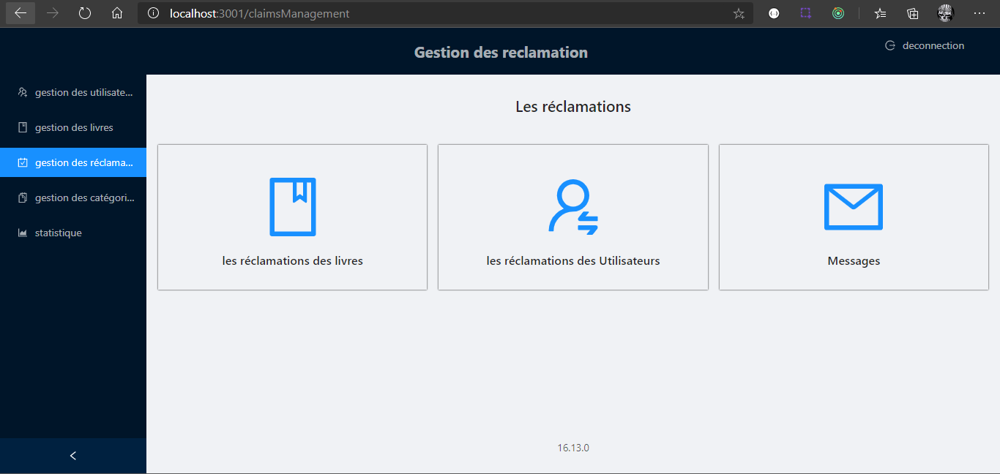 localhost:3001/claimsManagement
Gestion des reclamation
deconnection
gestion des utilisate...
gestion des livres
gestion des réclama...
gestion des catégori...
statistique
Les réclamations
les réclamations des livres
les réclamations des Utilisateurs
Messages
16.13.0